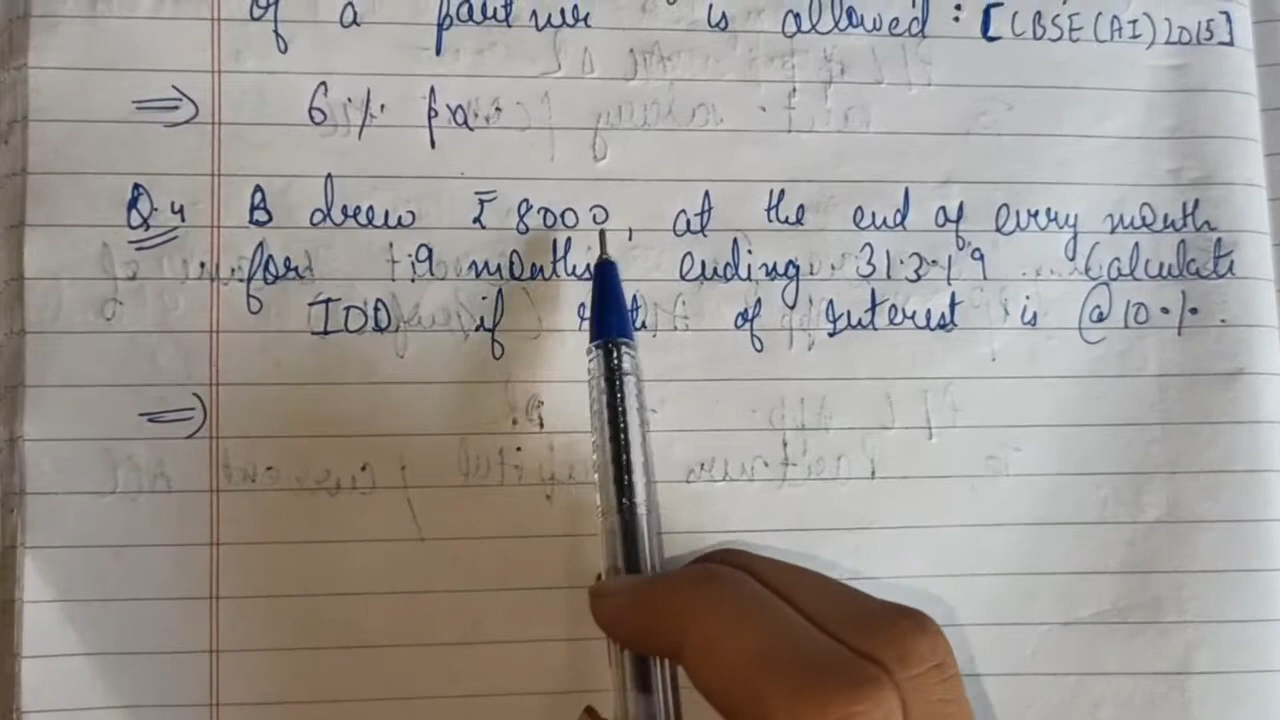 of a partner is allowed : [CBSE(AI)2015]
⇒ 6 % p.a
Q.4 B drew ₹ 8000, at the end of every month
for 9 months ending 31.3.19 Calculate
IOD if of Interest is @ 10 %.
⇒